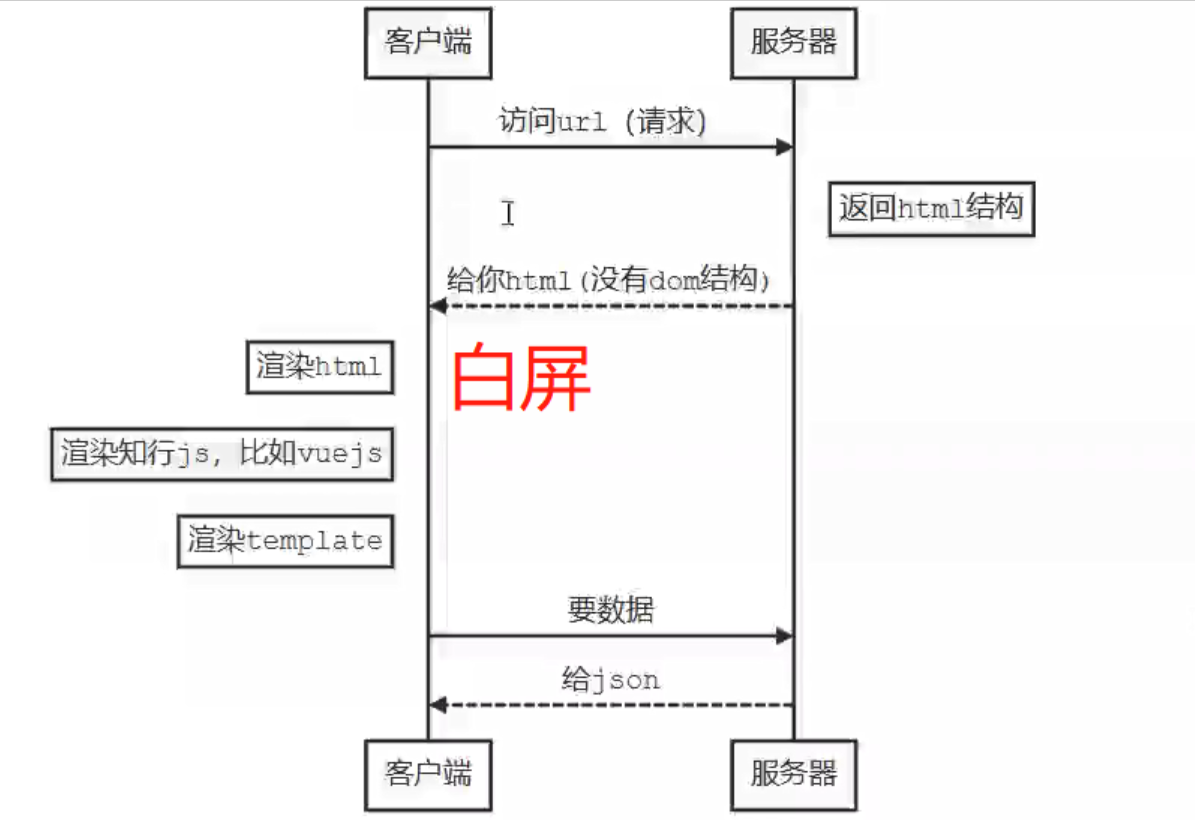 客户端
服务器
访问url (请求)
返回html结构
给你html(没有dom结构)
渲染html
白屏
渲染知行js, 比如vuejs
渲染template
要数据
给json
客户端
服务器